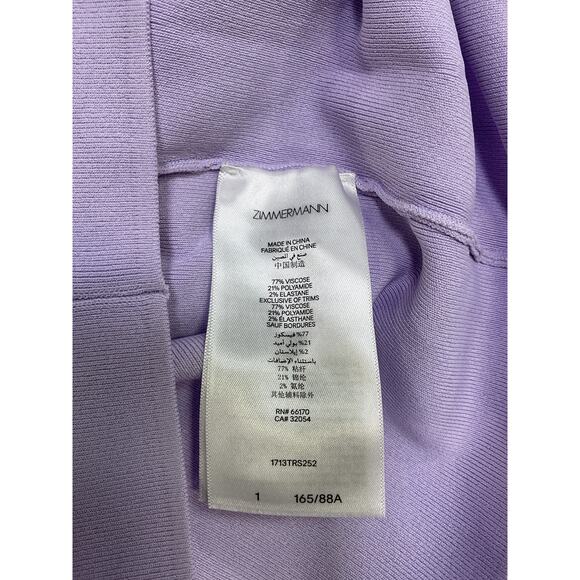 ZIMMERMANN
MADE IN CHINA
FABRIQUÉ EN CHINE
صنع في الصين
中国制造
77% VISCOSE
21% POLYAMIDE
2% ELASTANE
EXCLUSIVE OF TRIMS
77% VISCOSE
21% POLYAMIDE
2% ÉLASTHANE
SAUF BORDURES
77% فيسكوز
21% بولي أميد
2% إيلاستان
باستثناء الإضافات
77% 粘纤
21% 锦纶
2% 氨纶
其他辅料除外
RN# 66170
CA# 32054
1713TRS252
1 165/88A